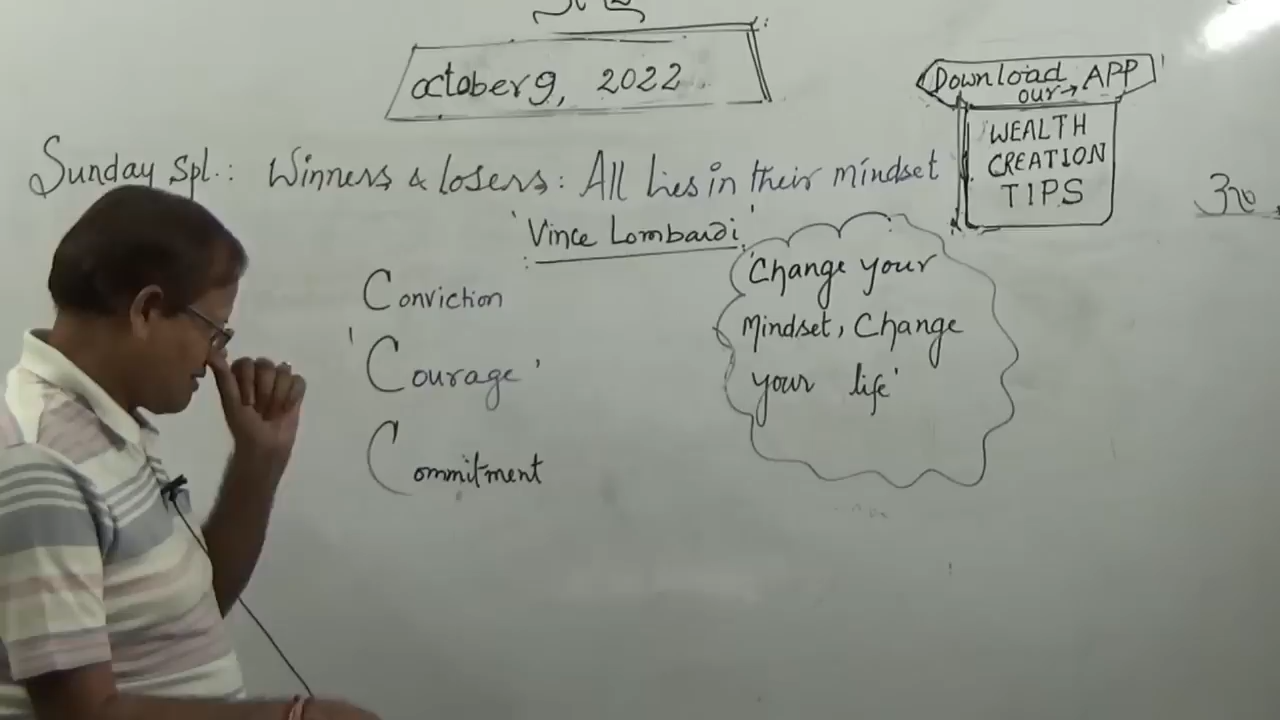 October 9, 2022
Download
our→ APP
WEALTH
CREATION
TIPS
Sunday Spl.: Winners & losers: All Lies in their mindset
'Vince Lombardi'
Conviction
'Courage'
Commitment
'Change your
Mindset, Change
your life'